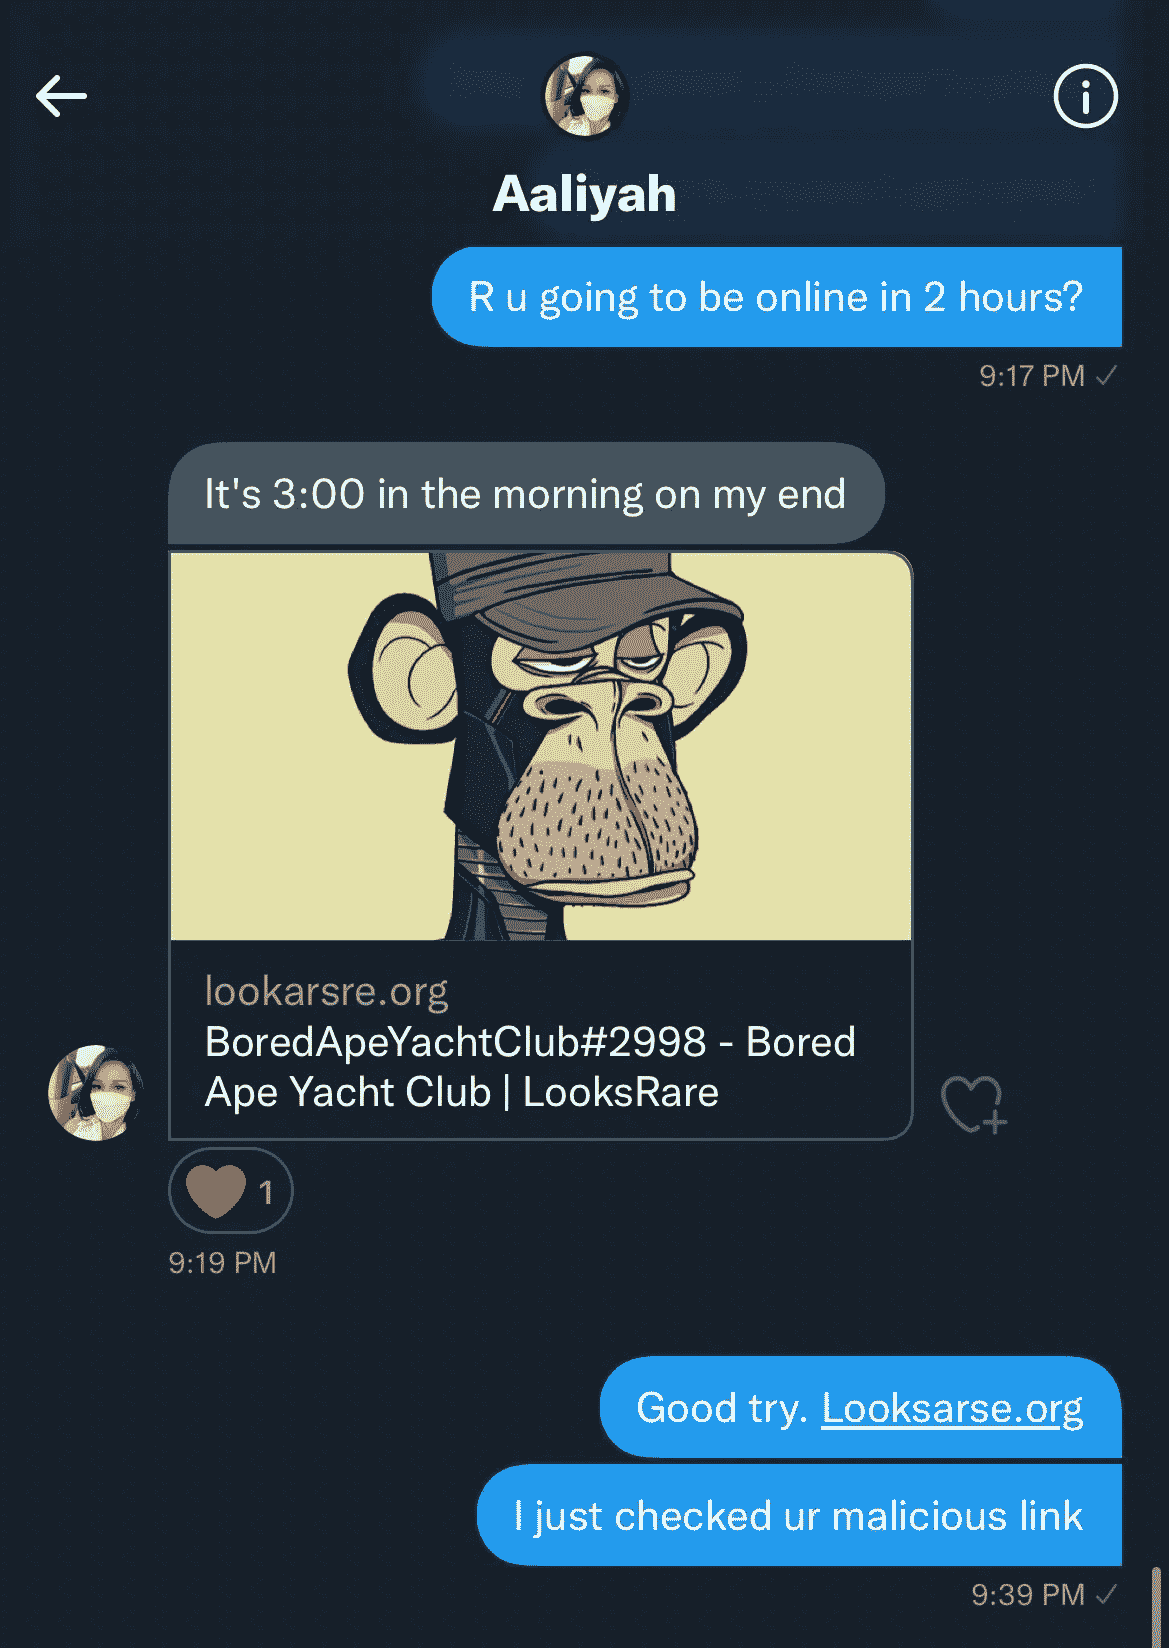 Aaliyah
R u going to be online in 2 hours?
9:17 PM ✓
It's 3:00 in the morning on my end
lookarsre.org
BoredApeYachtClub#2998 - Bored
Ape Yacht Club | LooksRare
1
9:19 PM
Good try. Looksarse.org
I just checked ur malicious link
9:39 PM ✓